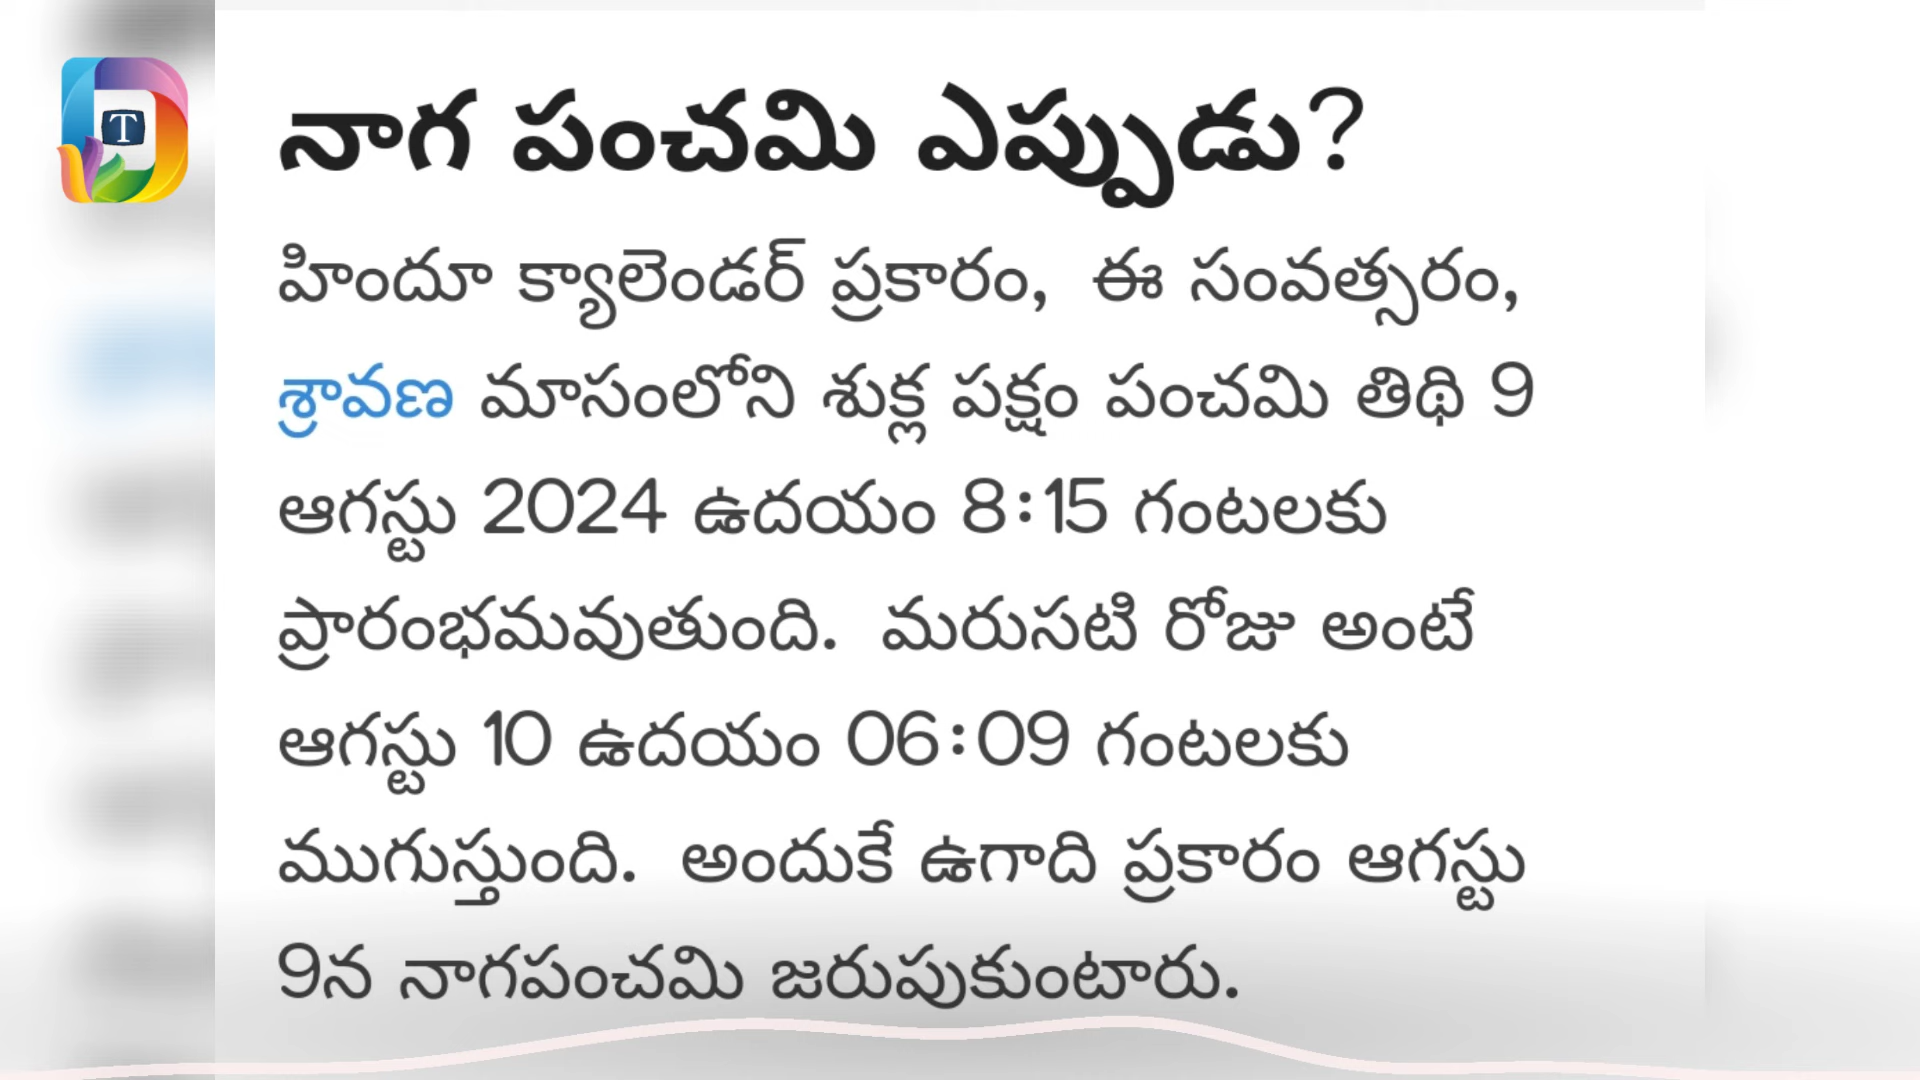 T
నాగ పంచమి ఎప్పుడు?
హిందూ క్యాలెండర్ ప్రకారం, ఈ సంవత్సరం,
శ్రావణ మాసంలోని శుక్ల పక్షం పంచమి తిథి 9
ఆగస్టు 2024 ఉదయం 8:15 గంటలకు
ప్రారంభమవుతుంది. మరుసటి రోజు అంటే
ఆగస్టు 10 ఉదయం 06:09 గంటలకు
ముగుస్తుంది. అందుకే ఉగాది ప్రకారం ఆగస్టు
9న నాగపంచమి జరుపుకుంటారు.